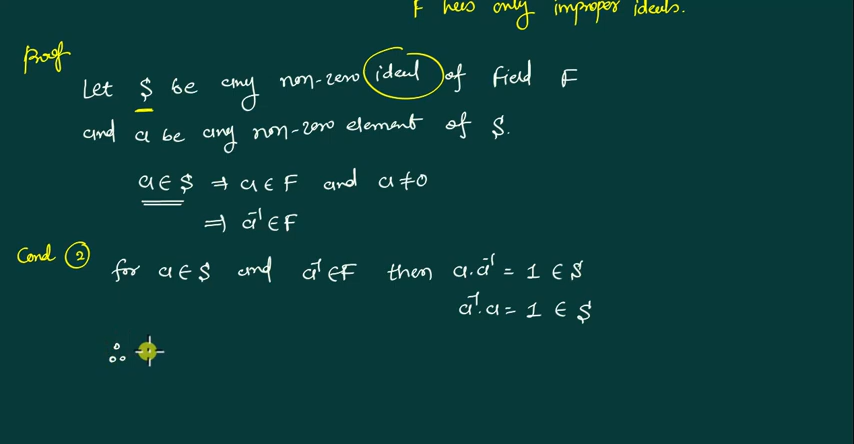 F has only improper ideals.
Proof
Let S be any non-zero ideal of field F
and a be any non-zero element of S.
a ∈ S ⇒ a ∈ F and a ≠ 0
⇒ a⁻¹ ∈ F
Cond ② for a ∈ S and a⁻¹ ∈ F then a·a⁻¹ = 1 ∈ S
a⁻¹·a = 1 ∈ S
∴